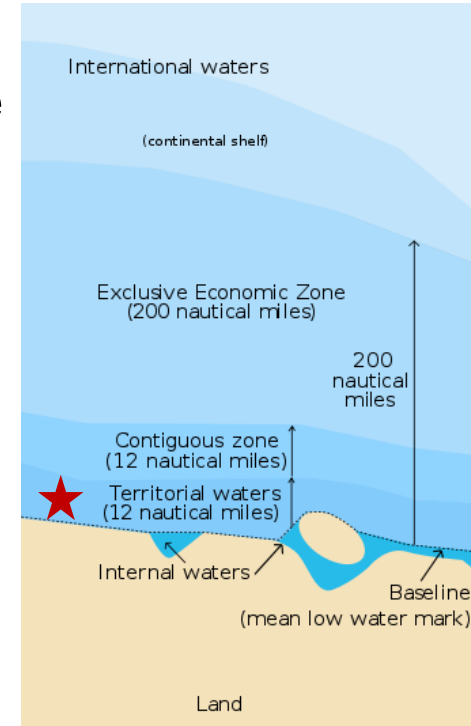 International waters
(continental shelf)
Exclusive Economic Zone
(200 nautical miles)
200
nautical
miles
Contiguous zone
(12 nautical miles)
Territorial waters
(12 nautical miles)
Internal waters
Baseline
(mean low water mark)
Land